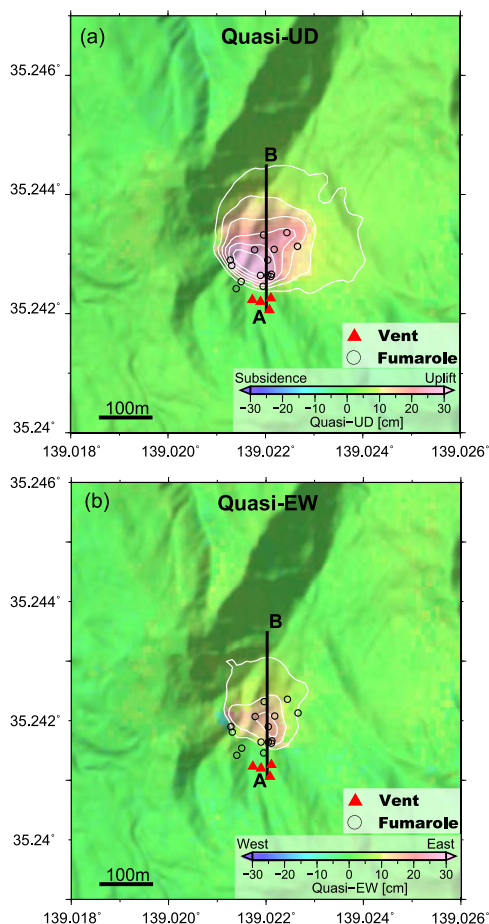 (a)
Quasi-UD
35.246˚
35.244˚
35.242˚
35.24˚
B
A
Vent
Fumarole
Subsidence Uplift
−30 −20 −10 0 10 20 30
Quasi−UD [cm]
100m
139.018˚ 139.020˚ 139.022˚ 139.024˚ 139.026˚
(b)
Quasi-EW
35.246˚
35.244˚
35.242˚
35.24˚
B
A
Vent
Fumarole
West East
−30 −20 −10 0 10 20 30
Quasi−EW [cm]
100m
139.018˚ 139.020˚ 139.022˚ 139.024˚ 139.026˚